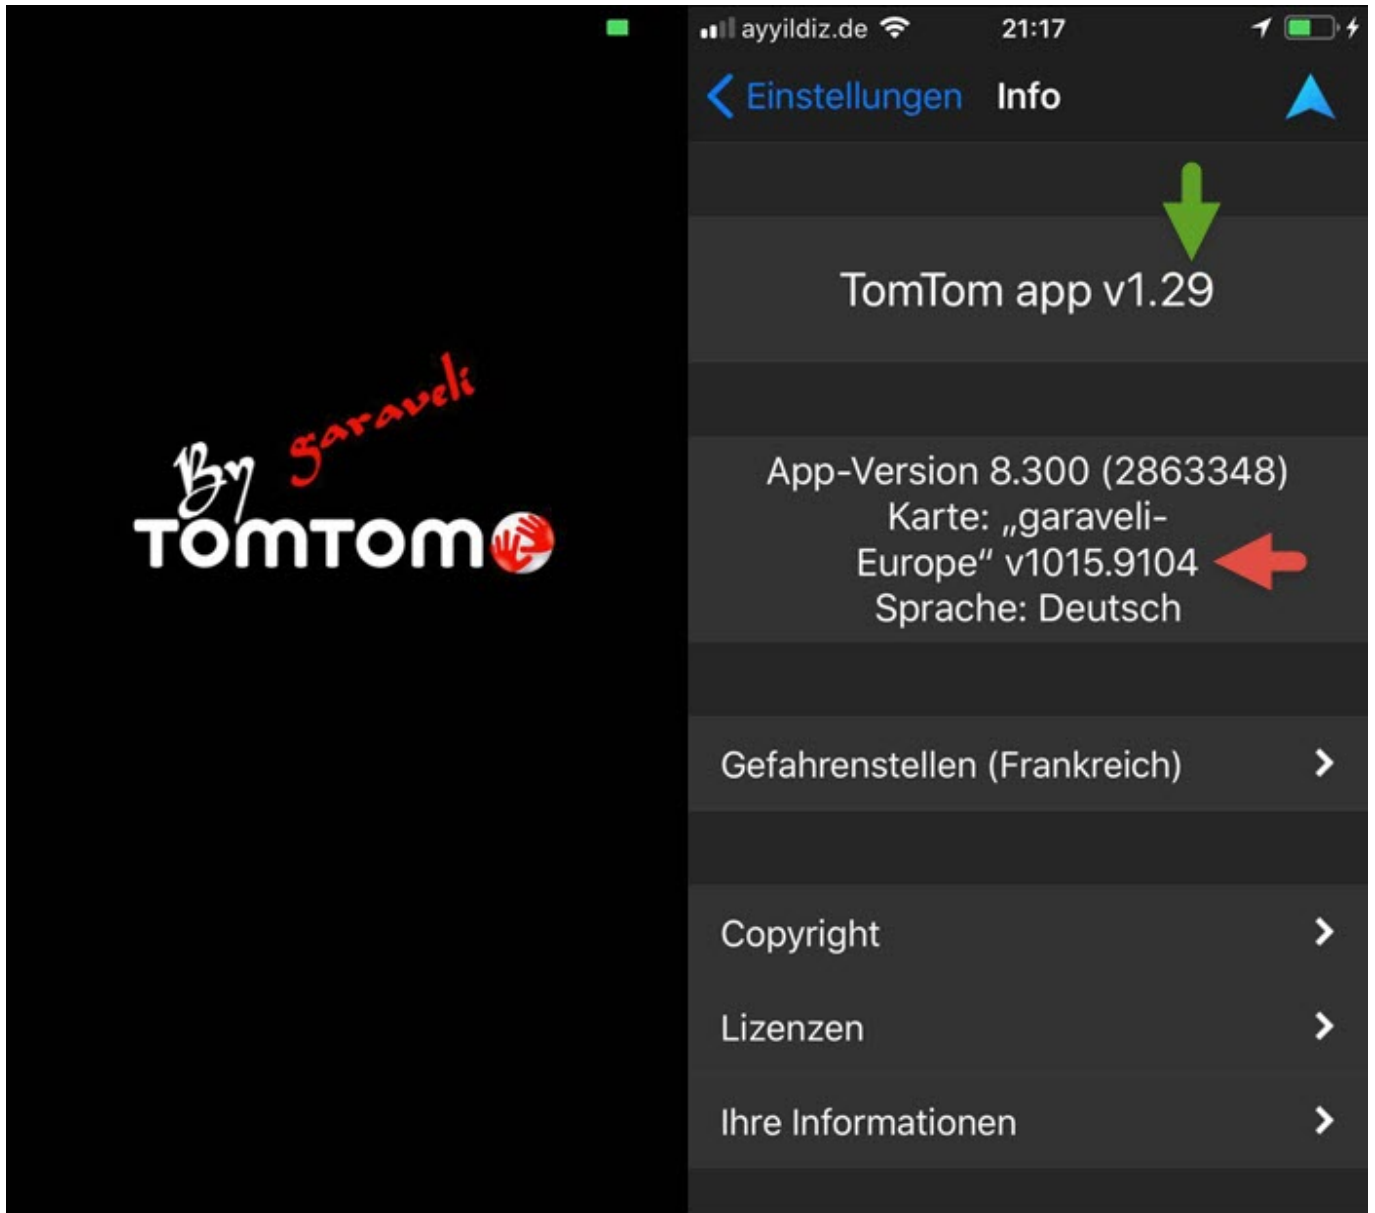 By garaveli
TOMTOM
ayyildiz.de
21:17
Einstellungen
Info
TomTom app v1.29
App-Version 8.300 (2863348)
Karte: „garaveli-
Europe“ v1015.9104
Sprache: Deutsch
Gefahrenstellen (Frankreich)
Copyright
Lizenzen
Ihre Informationen